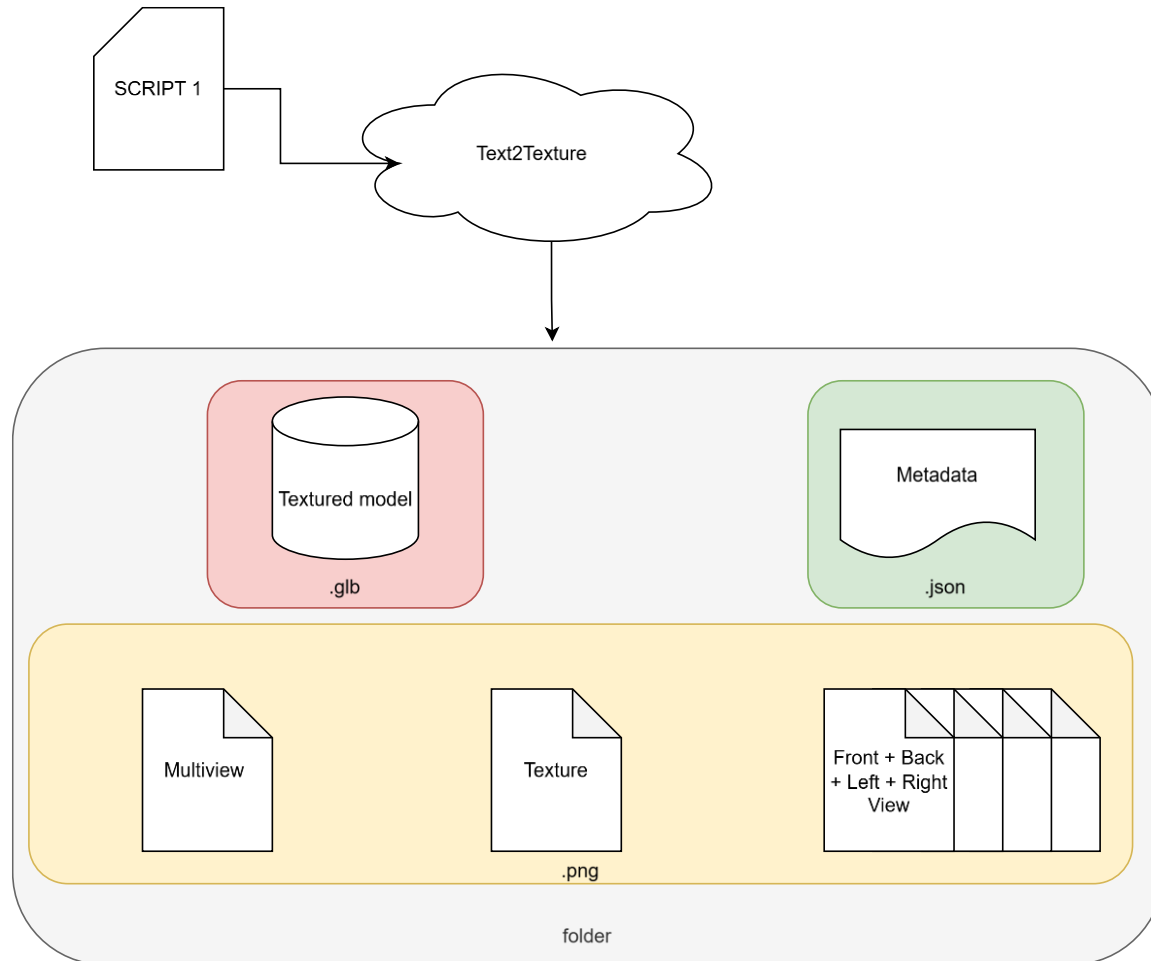 SCRIPT 1
Text2Texture
Textured model
.glb
Metadata
.json
Multiview
Texture
Front + Back
+ Left + Right
View
.png
folder